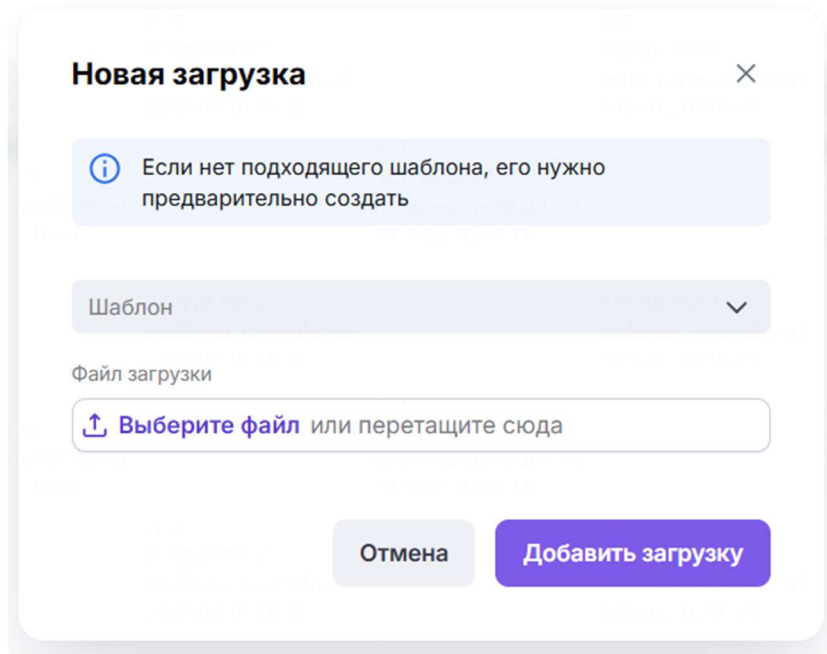 Новая загрузка
Если нет подходящего шаблона, его нужно
предварительно создать
Шаблон
Файл загрузки
Выберите файл или перетащите сюда
Отмена
Добавить загрузку